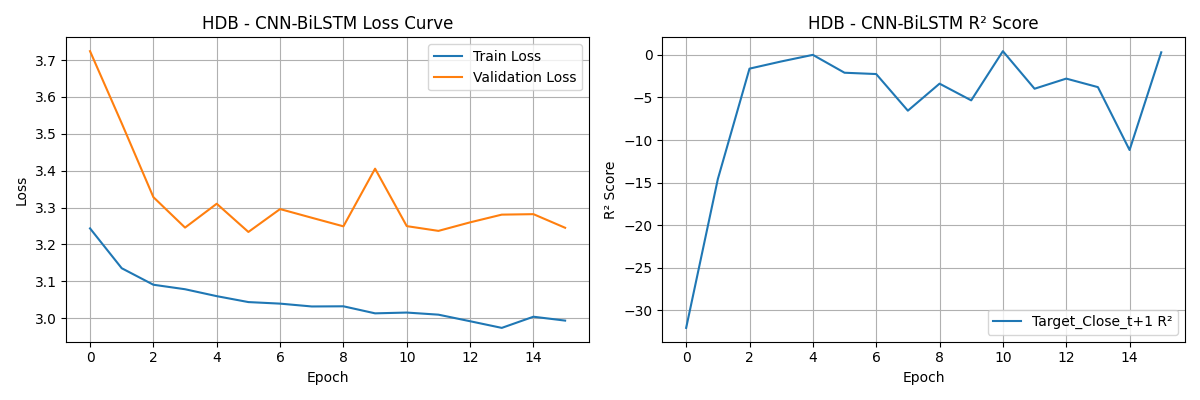 HDB - CNN-BiLSTM Loss Curve
Loss
3.7
3.6
3.5
3.4
3.3
3.2
3.1
3.0
Train Loss
Validation Loss
0 2 4 6 8 10 12 14
Epoch
HDB - CNN-BiLSTM R² Score
R² Score
0
−5
−10
−15
−20
−25
−30
Target_Close_t+1 R²
0 2 4 6 8 10 12 14
Epoch